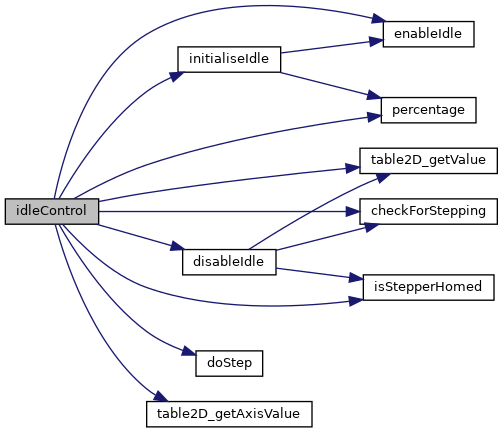 enableIdle
initialiseIdle
percentage
table2D_getValue
idleControl
checkForStepping
disableIdle
isStepperHomed
doStep
table2D_getAxisValue